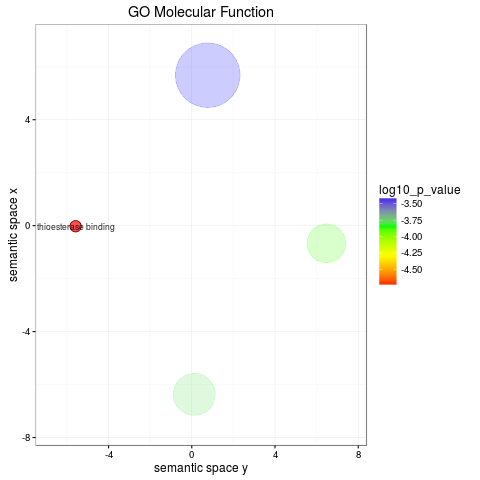 GO Molecular Function
semantic space x
4
0
-4
-8
thioesterase binding
-4
0
4
8
semantic space y
log10_p_value
-3.50
-3.75
-4.00
-4.25
-4.50